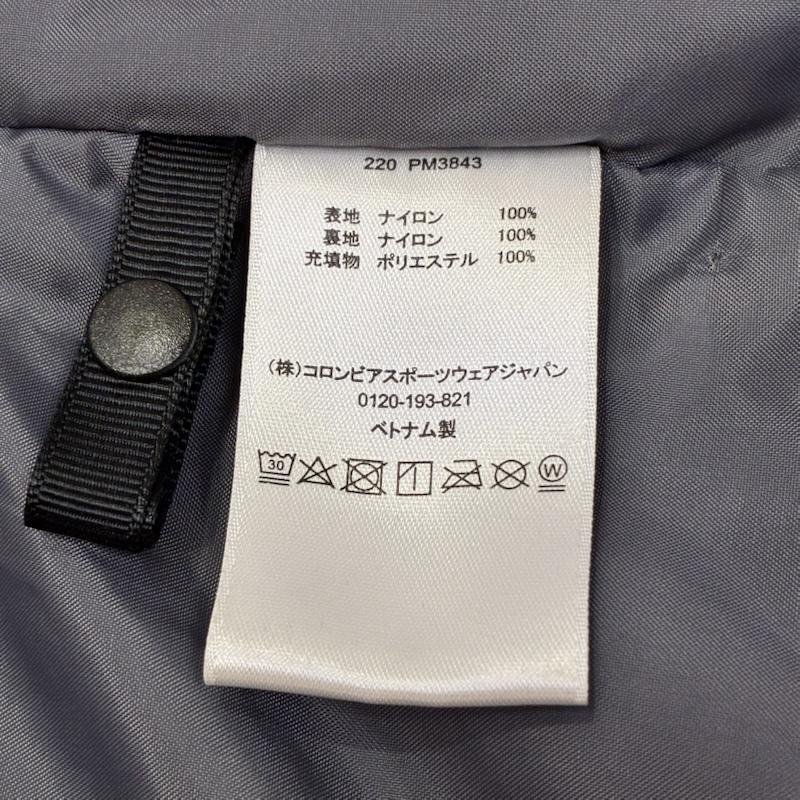 220 PM3843
表地 ナイロン 100%
裏地 ナイロン 100%
充填物 ポリエステル 100%
(株)コロンビアスポーツウェアジャパン
0120-193-821
ベトナム製
30 W